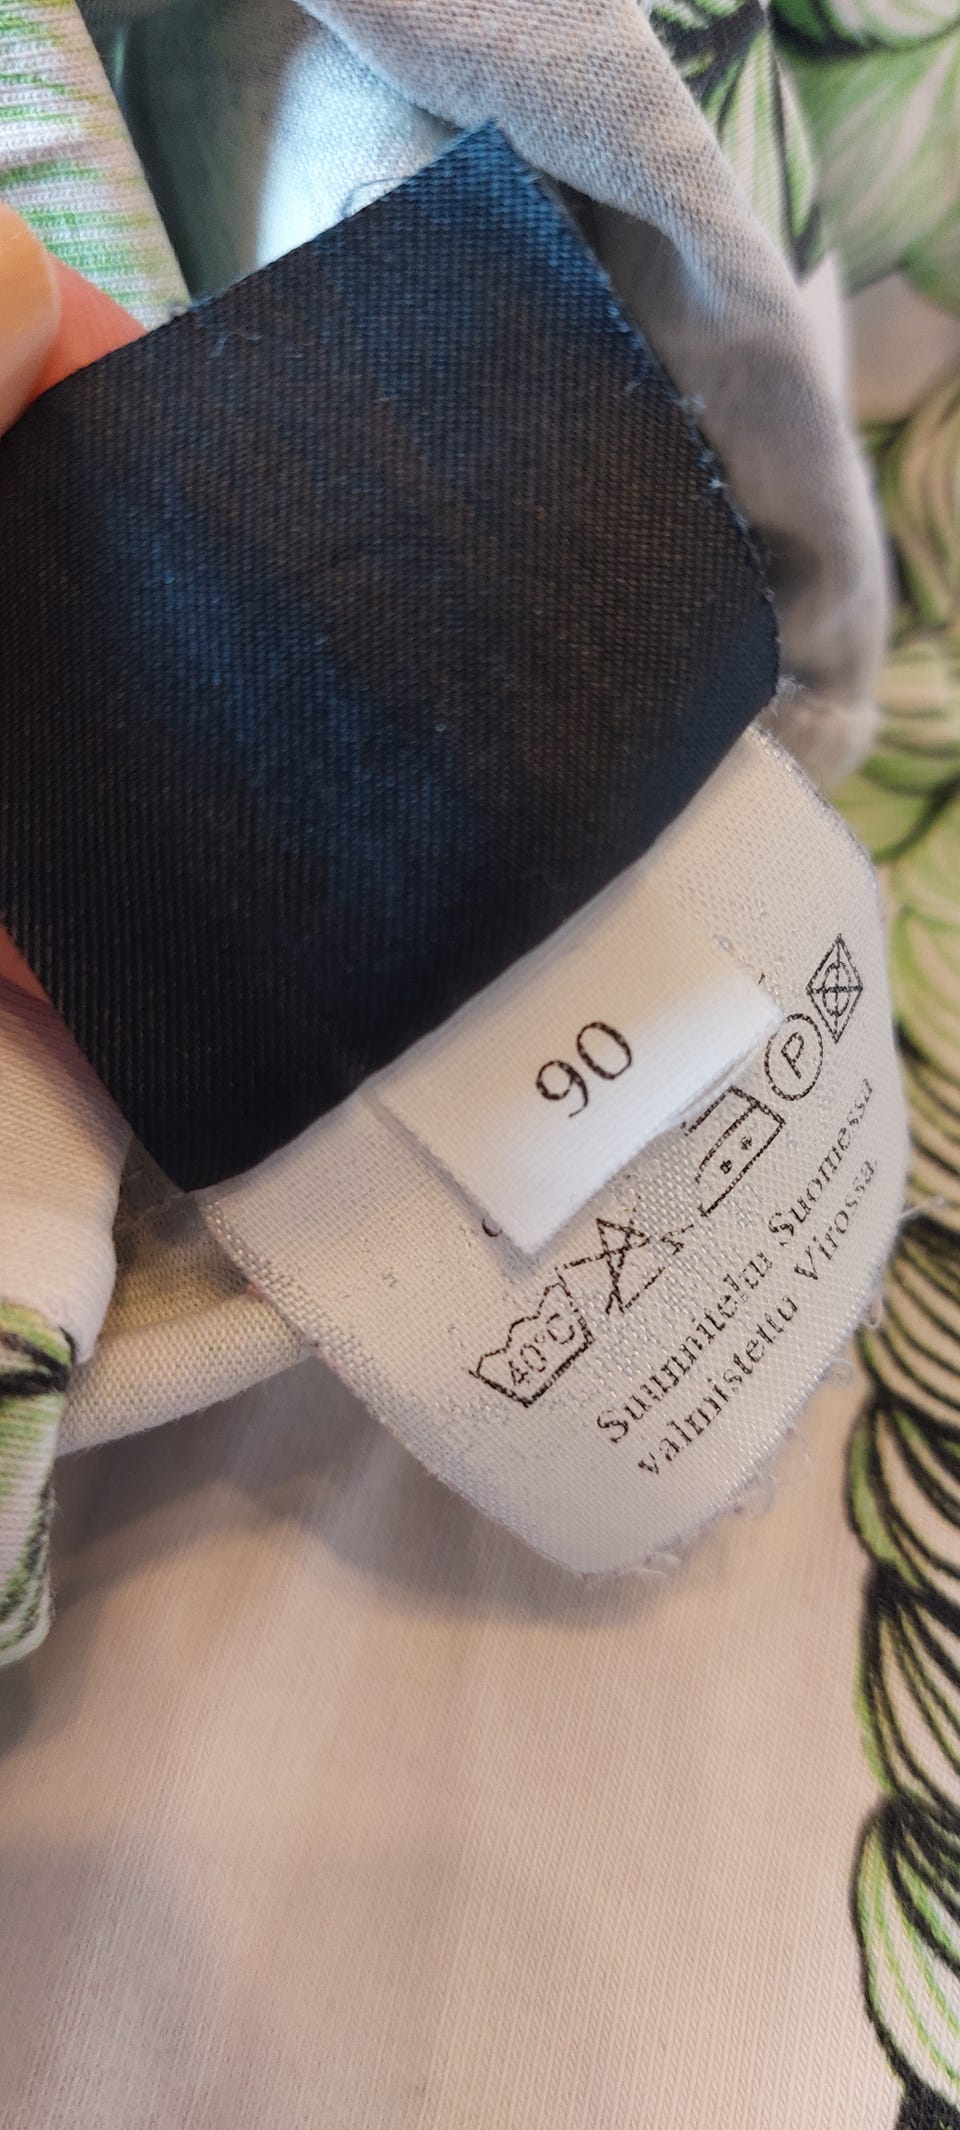 90
40°C
P
Suunniteltu Suomessa
valmistettu Virossa